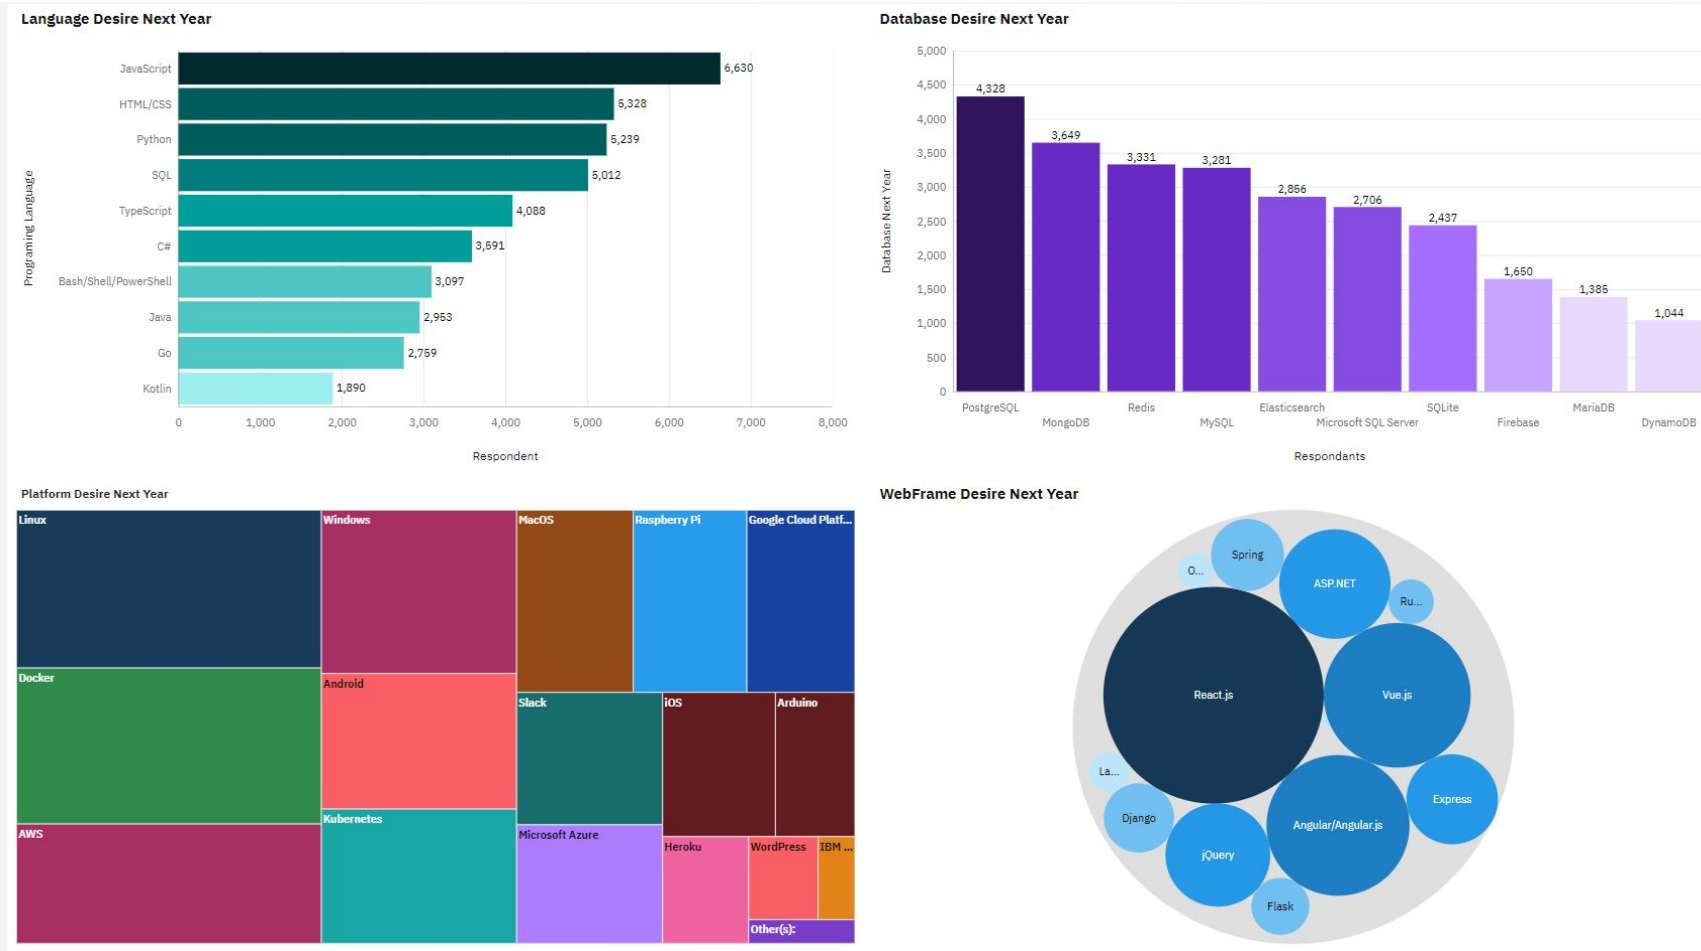 Language Desire Next Year
Programing Language
JavaScript 6,630
HTML/CSS 5,328
Python 5,239
SQL 5,012
TypeScript 4,088
C# 3,591
Bash/Shell/PowerShell 3,097
Java 2,953
Go 2,759
Kotlin 1,890
0 1,000 2,000 3,000 4,000 5,000 6,000 7,000 8,000
Respondent
Database Desire Next Year
Database Next Year
5,000
4,500
4,000
3,500
3,000
2,500
2,000
1,500
1,000
500
0
4,328
3,649
3,331
3,281
2,856
2,706
2,437
1,650
1,385
1,044
PostgreSQL Redis Elasticsearch SQLite MariaDB
MongoDB MySQL Microsoft SQL Server Firebase DynamoDB
Respondants
Platform Desire Next Year
Linux Windows MacOS Raspberry Pi Google Cloud Platf...
Docker Android Slack iOS Arduino
AWS Kubernetes Microsoft Azure Heroku WordPress IBM ...
Other(s):
WebFrame Desire Next Year
Spring
O...
ASP.NET
Ru...
React.js
Vue.js
La...
Express
Django
Angular/Angular.js
jQuery
Flask